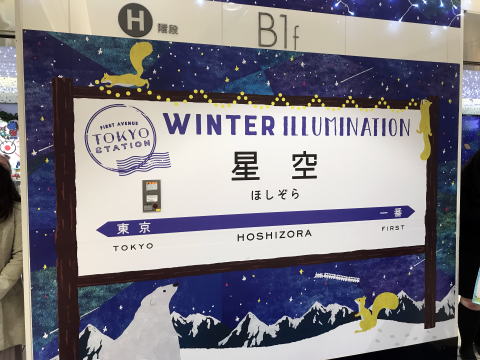 H 階段
B1f
FIRST AVENUE
TOKYO
STATION
WINTER ILLUMINATION
星空
ほしぞら
東京 一番
TOKYO HOSHIZORA FIRST